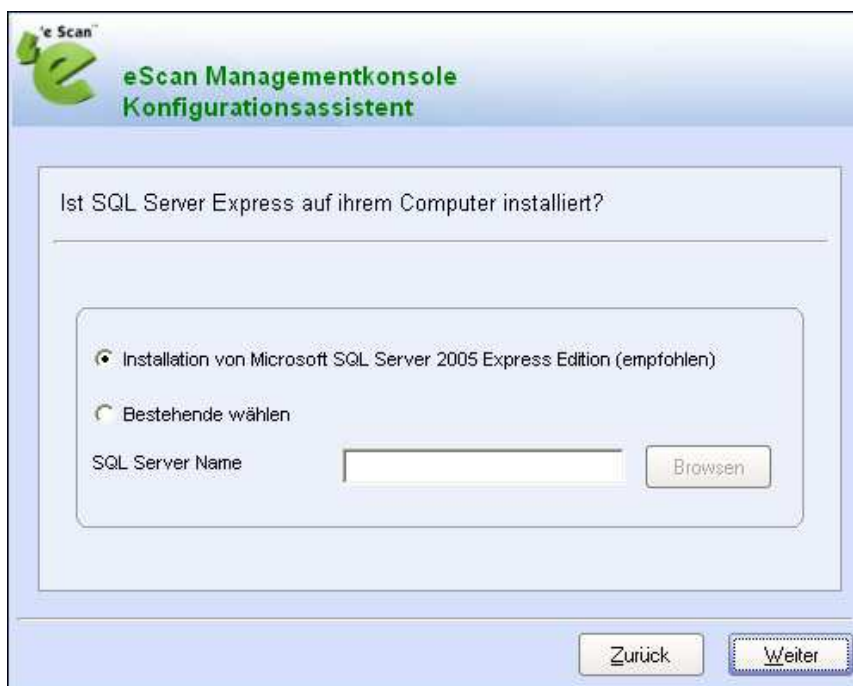 e Scan™
eScan Managementkonsole
Konfigurationsassistent
Ist SQL Server Express auf ihrem Computer installiert?
Installation von Microsoft SQL Server 2005 Express Edition (empfohlen)
Bestehende wählen
SQL Server Name
Browsen
Zurück
Weiter